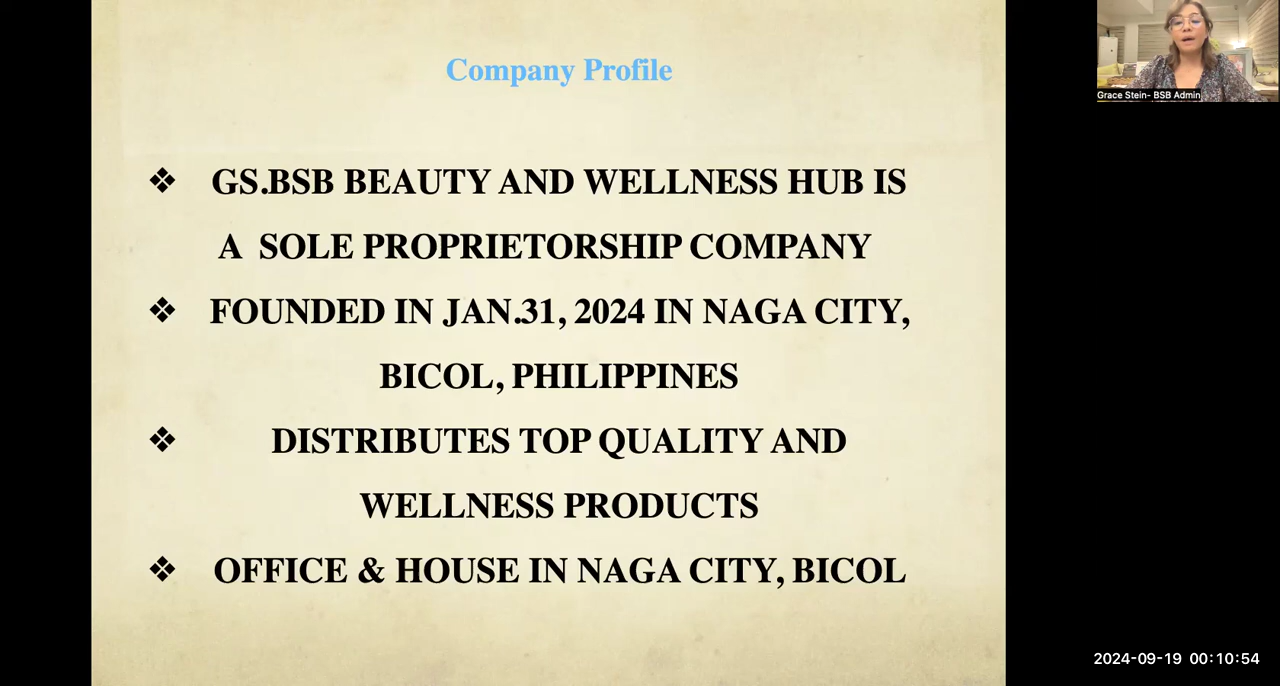 Company Profile
❖ GS.BSB BEAUTY AND WELLNESS HUB IS
A SOLE PROPRIETORSHIP COMPANY
❖ FOUNDED IN JAN.31, 2024 IN NAGA CITY,
BICOL, PHILIPPINES
❖ DISTRIBUTES TOP QUALITY AND
WELLNESS PRODUCTS
❖ OFFICE & HOUSE IN NAGA CITY, BICOL
Grace Stein- BSB Admin
2024-09-19 00:10:54